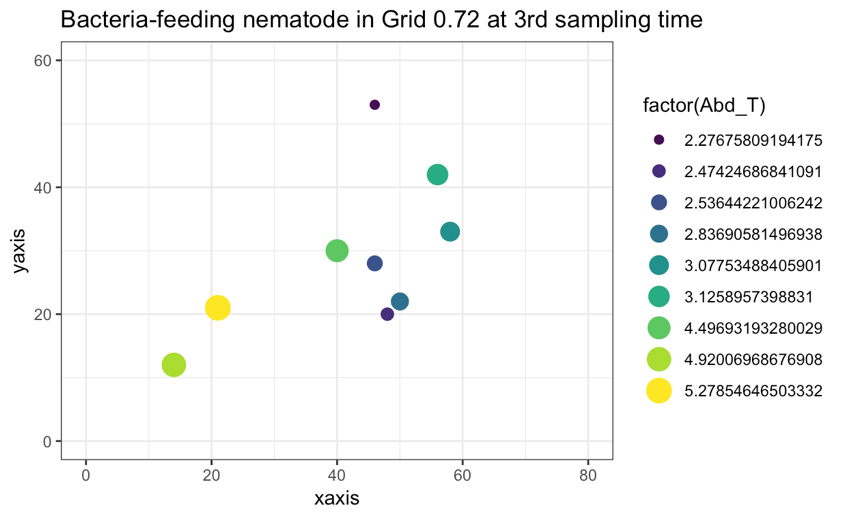 Bacteria-feeding nematode in Grid 0.72 at 3rd sampling time
60
40
20
0
yaxis
0 20 40 60 80
xaxis
factor(Abd_T)
2.27675809194175
2.47424686841091
2.53644221006242
2.83690581496938
3.07753488405901
3.1258957398831
4.49693193280029
4.92006968676908
5.27854646503332